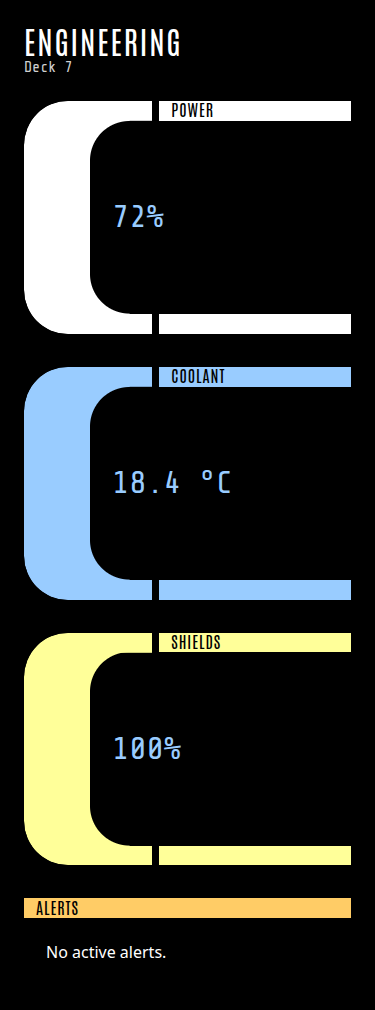 ENGINEERING
Deck 7
POWER
72%
COOLANT
18.4 °C
SHIELDS
100%
ALERTS
No active alerts.